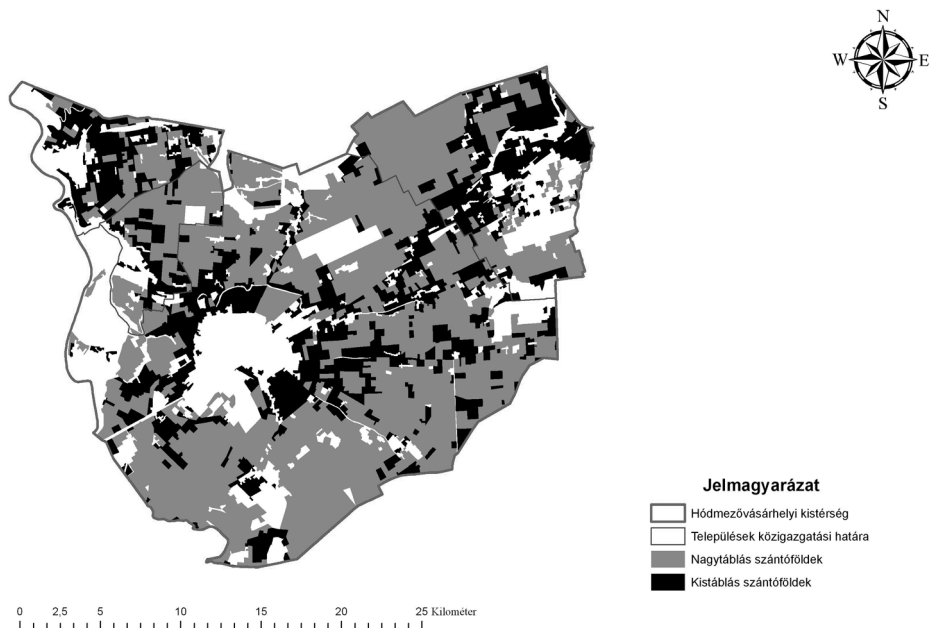 N
W E
S
Jelmagyarázat
Hódmezővásárhelyi kistérség
Települések közigazgatási határa
Nagytáblás szántóföldek
Kistáblás szántóföldek
0 2,5 5 10 15 20 25 Kilométer